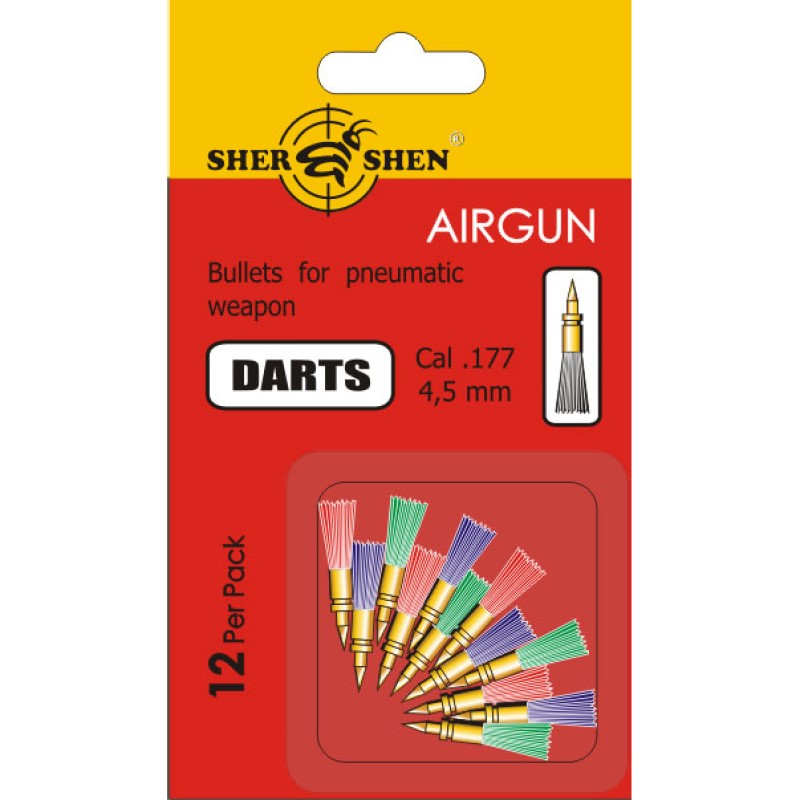 SHER SHEN ®
AIRGUN
Bullets for pneumatic
weapon
DARTS
Cal .177
4,5 mm
12 Per Pack